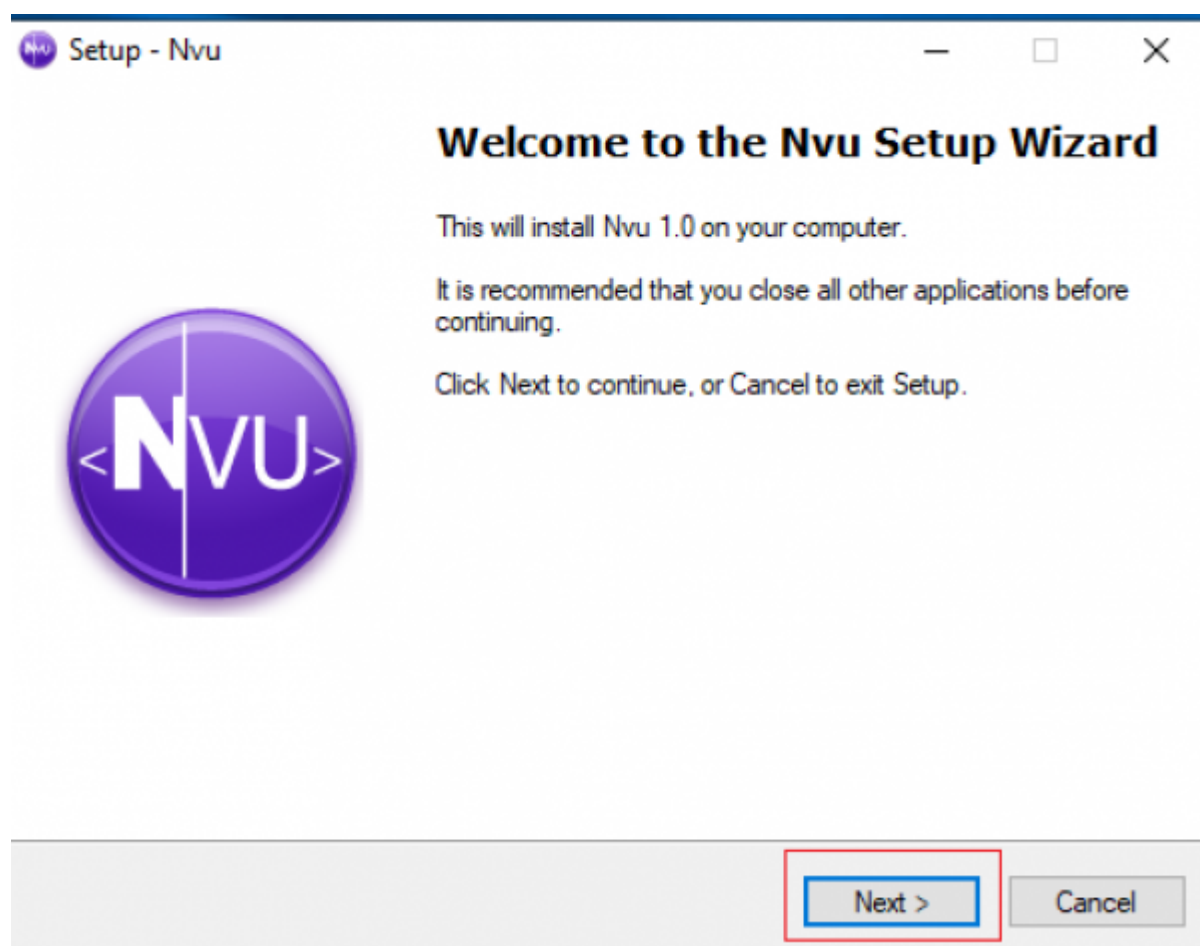 Setup - Nvu
Welcome to the Nvu Setup Wizard
This will install Nvu 1.0 on your computer.
It is recommended that you close all other applications before
continuing.
Click Next to continue, or Cancel to exit Setup.
<NVU>
Next >
Cancel